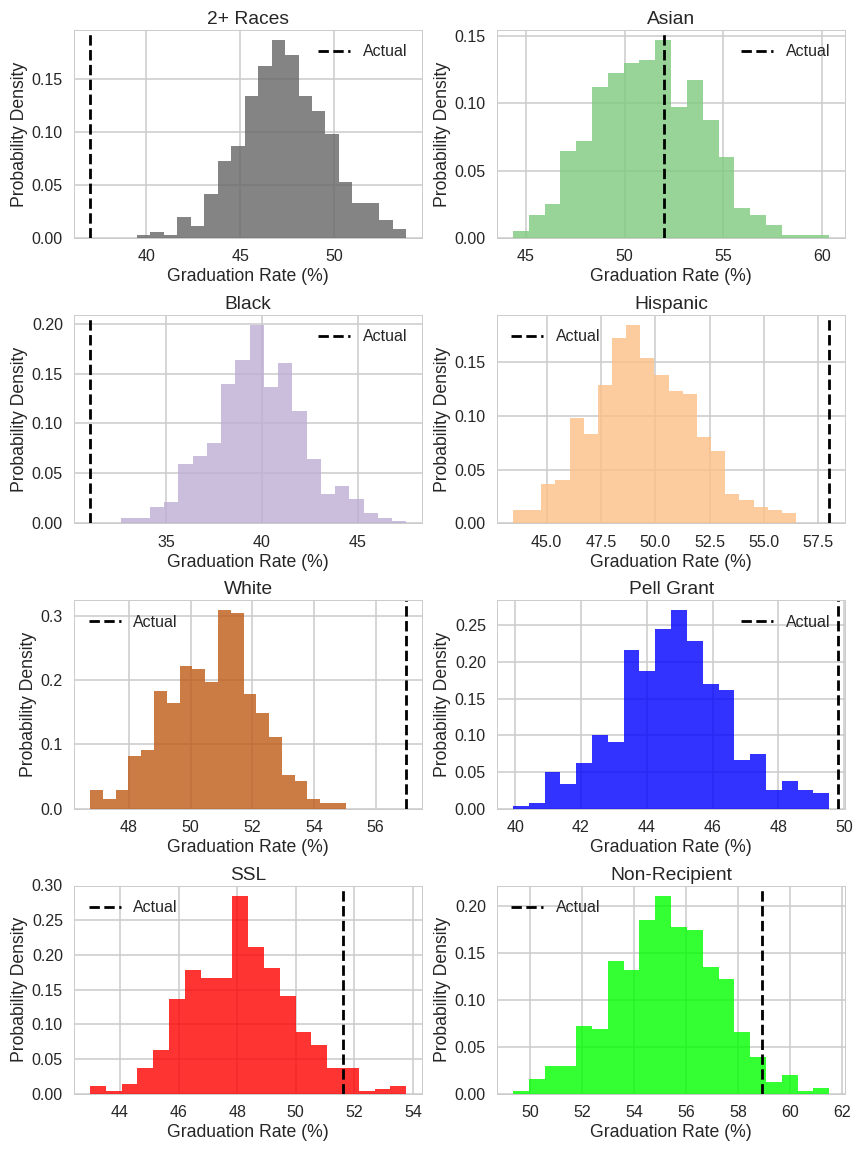 2+ Races
Probability Density
0.15
0.10
0.05
0.00
Actual
40 45 50
Graduation Rate (%)
Asian
Probability Density
0.15
0.10
0.05
0.00
Actual
45 50 55 60
Graduation Rate (%)
Black
Probability Density
0.20
0.15
0.10
0.05
0.00
Actual
35 40 45
Graduation Rate (%)
Hispanic
Probability Density
0.15
0.10
0.05
0.00
Actual
45.0 47.5 50.0 52.5 55.0 57.5
Graduation Rate (%)
White
Probability Density
0.3
0.2
0.1
0.0
Actual
48 50 52 54 56
Graduation Rate (%)
Pell Grant
Probability Density
0.25
0.20
0.15
0.10
0.05
0.00
Actual
40 42 44 46 48 50
Graduation Rate (%)
SSL
Probability Density
0.30
0.25
0.20
0.15
0.10
0.05
0.00
Actual
44 46 48 50 52 54
Graduation Rate (%)
Non-Recipient
Probability Density
0.20
0.15
0.10
0.05
0.00
Actual
50 52 54 56 58 60 62
Graduation Rate (%)